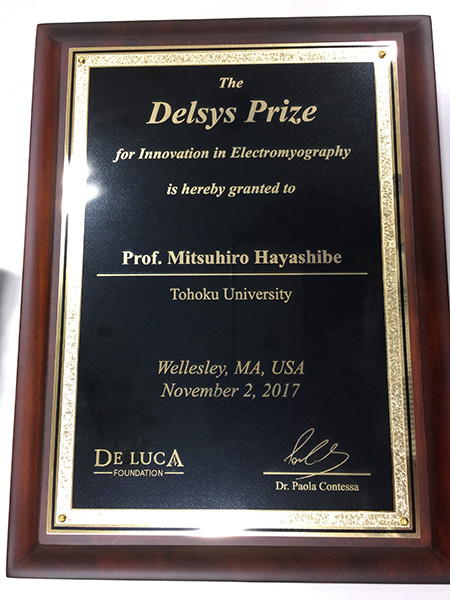 The
Delsys Prize
for Innovation in Electromyography
is hereby granted to
Prof. Mitsuhiro Hayashibe
Tohoku University
Wellesley, MA, USA
November 2, 2017
DE LUCA
FOUNDATION
Dr. Paola Contessa